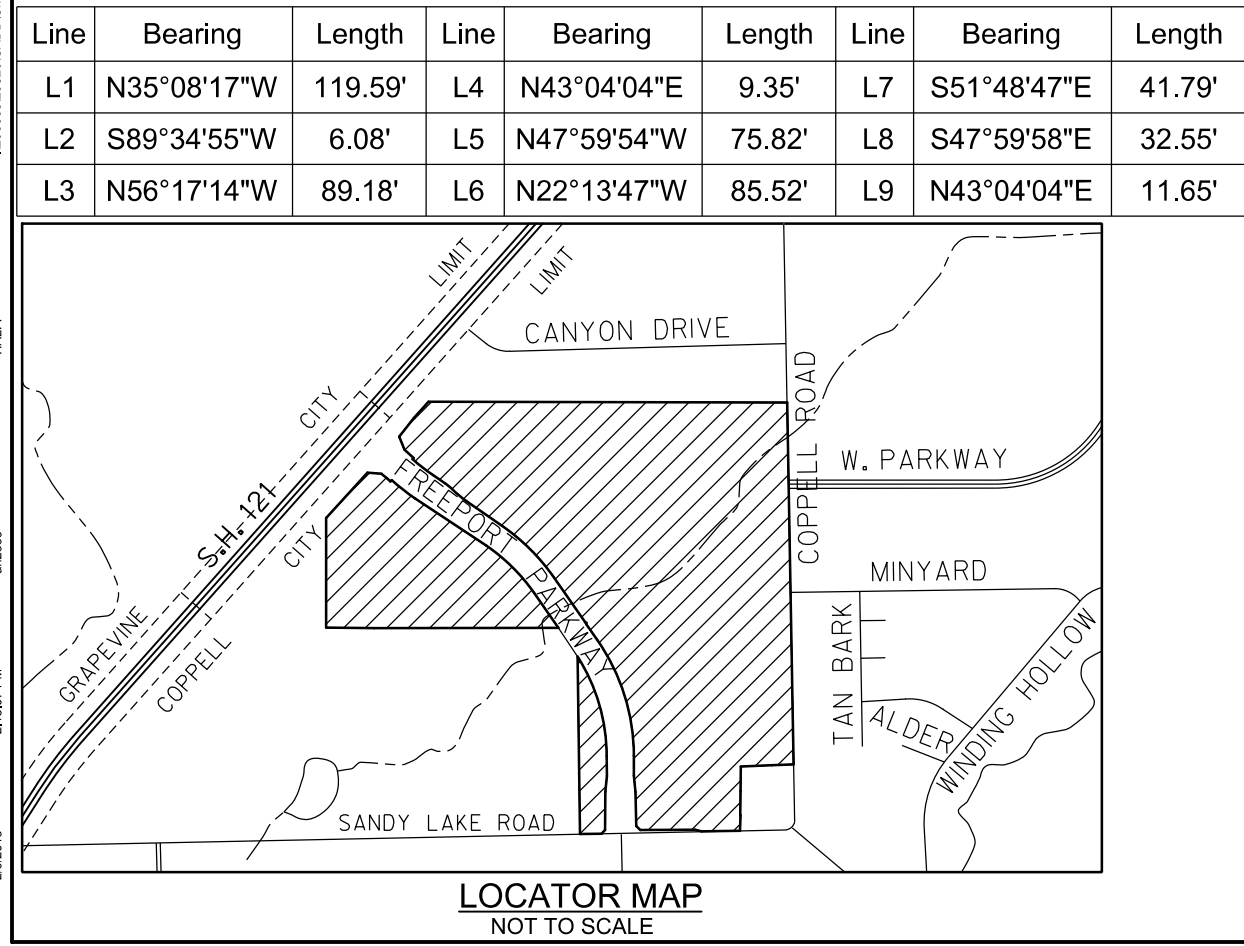 Line Bearing Length Line Bearing Length Line Bearing Length
L1 N35°08'17"W 119.59' L4 N43°04'04"E 9.35' L7 S51°48'47"E 41.79'
L2 S89°34'55"W 6.08' L5 N47°59'54"W 75.82' L8 S47°59'58"E 32.55'
L3 N56°17'14"W 89.18' L6 N22°13'47"W 85.52' L9 N43°04'04"E 11.65'
LIMIT
LIMIT
CANYON DRIVE
CITY
COPPELL ROAD
W. PARKWAY
FREEPORT PARKWAY
S.H. 121
CITY
MINYARD
GRAPEVINE
COPPELL
TAN BARK
ALDER
WINDING HOLLOW
SANDY LAKE ROAD
LOCATOR MAP
NOT TO SCALE